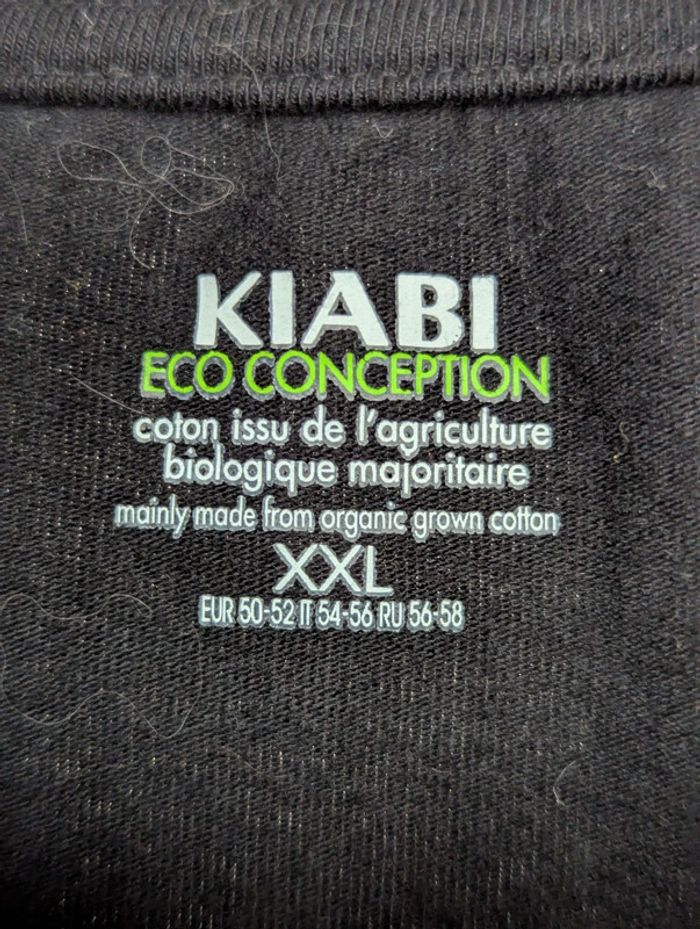 KIABI
ECO CONCEPTION
coton issu de l'agriculture
biologique majoritaire
mainly made from organic grown cotton
XXL
EUR 50-52 IT 54-56 RU 56-58